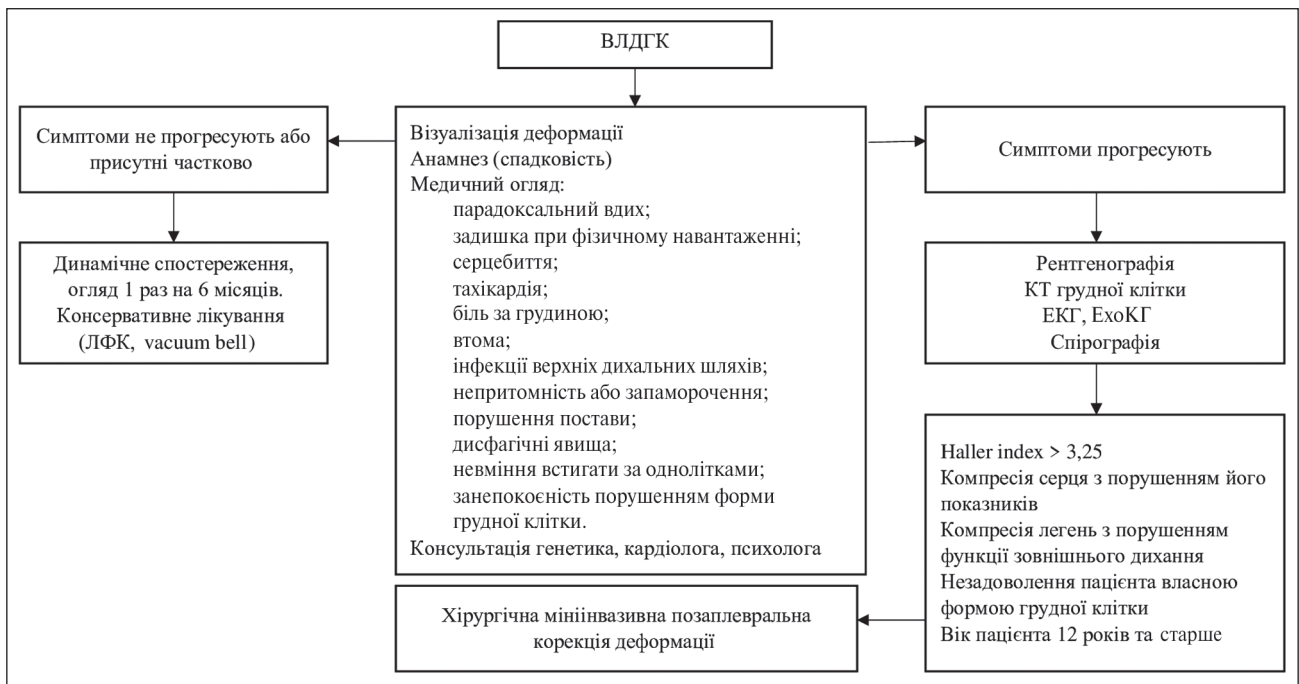 ВЛДГК
Симптоми не прогресують або
присутні частково
Динамічне спостереження,
огляд 1 раз на 6 місяців.
Консервативне лікування
(ЛФК, vacuum bell)
Візуалізація деформації
Анамнез (спадковість)
Медичний огляд:
парадоксальний вдих;
задишка при фізичному навантаженні;
серцебиття;
тахікардія;
біль за грудиною;
втома;
інфекції верхніх дихальних шляхів;
непритомність або запаморочення;
порушення постави;
дисфагічні явища;
невміння встигати за однолітками;
занепокоєність порушенням форми
грудної клітки.
Консультація генетика, кардіолога, психолога
Симптоми прогресують
Рентгенографія
КТ грудної клітки
ЕКГ, ЕхоКГ
Спірографія
Haller index > 3,25
Компресія серця з порушенням його
показників
Компресія легень з порушенням
функції зовнішнього дихання
Незадоволення пацієнта власною
формою грудної клітки
Вік пацієнта 12 років та старше
Хірургічна мініінвазивна позаплевральна
корекція деформації